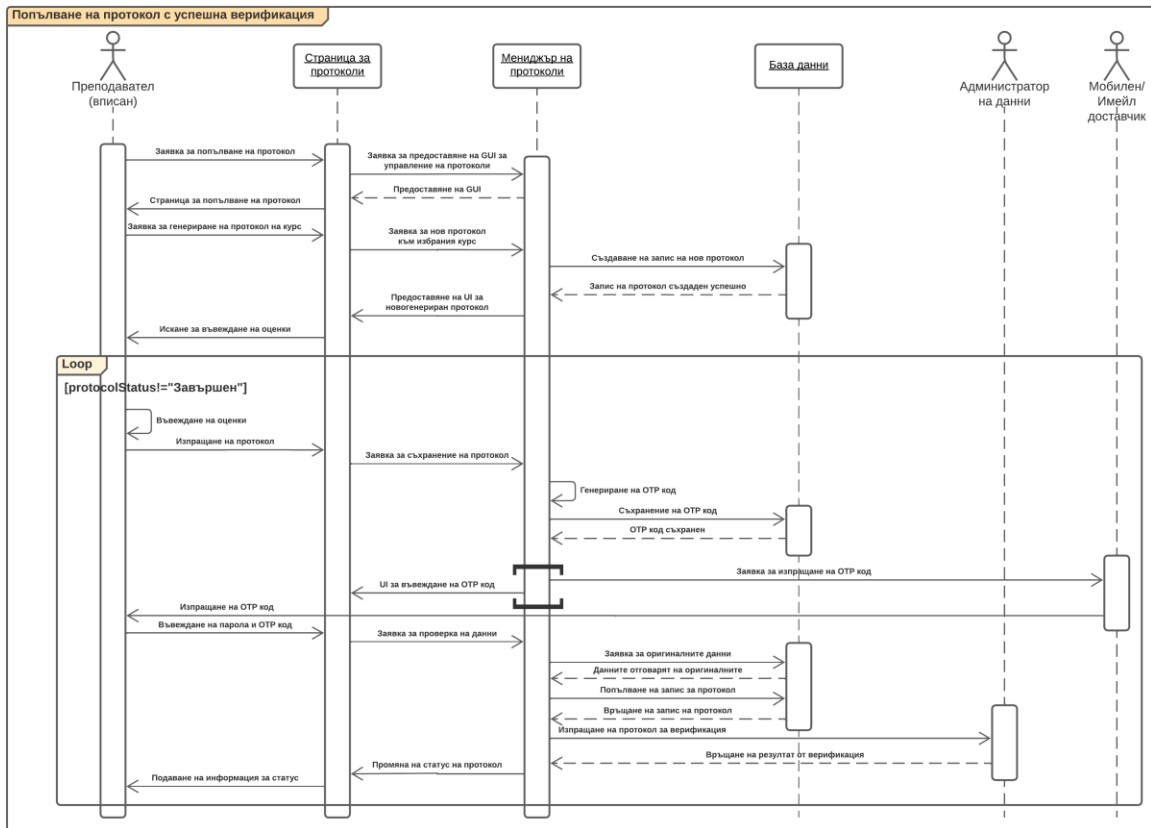 Попълване на протокол с успешна верификация
Преподавател
(вписан)
Страница за
протоколи
Мениджър на
протоколи
База данни
Администратор
на данни
Мобилен/
Имейл
доставчик
Заявка за попълване на протокол
Заявка за предоставяне на GUI за
управление на протоколи
Предоставяне на GUI
Страница за попълване на протокол
Заявка за генериране на протокол на курс
Заявка за нов протокол
към избрания курс
Създаване на запис на нов протокол
Запис на протокол създаден успешно
Предоставяне на UI за
новогенериран протокол
Искане за въвеждане на оценки
Loop
[protocolStatus!="Завършен"]
Въвеждане на оценки
Изпращане на протокол
Заявка за съхранение на протокол
Генериране на OTP код
Съхранение на OTP код
OTP код съхранен
Заявка за изпращане на OTP код
UI за въвеждане на OTP код
Изпращане на OTP код
Въвеждане на парола и OTP код
Заявка за проверка на данни
Заявка за оригиналните данни
Данните отговарят на оригиналните
Попълване на запис за протокол
Връщане на запис на протокол
Изпращане на протокол за верификация
Връщане на резултат от верификация
Промяна на статус на протокол
Подаване на информация за статус